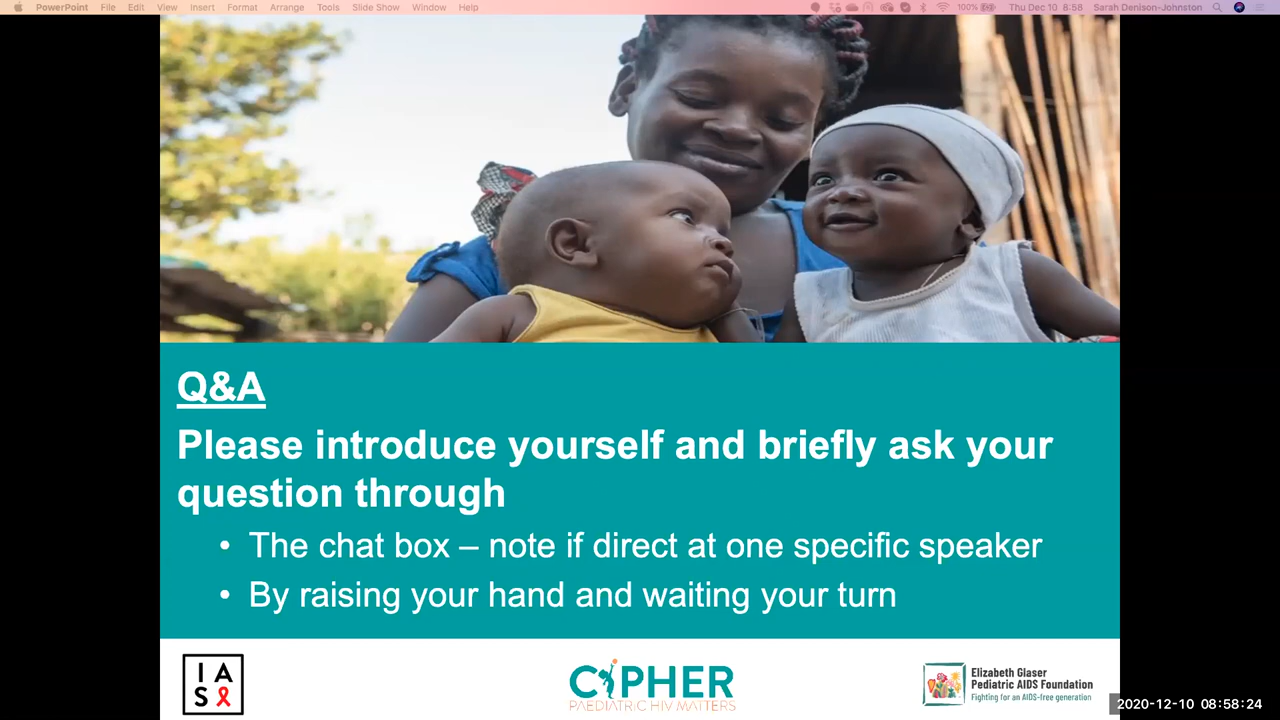 PowerPoint File Edit View Insert Format Arrange Tools Slide Show Window Help 100% Thu Dec 10 8:58 Sarah Denison-Johnston
Q&A
Please introduce yourself and briefly ask your
question through
• The chat box – note if direct at one specific speaker
• By raising your hand and waiting your turn
I A
S
CIPHER
PAEDIATRIC HIV MATTERS
Elizabeth Glaser
Pediatric AIDS Foundation
Fighting for an AIDS-free generation
2020-12-10 08:58:24